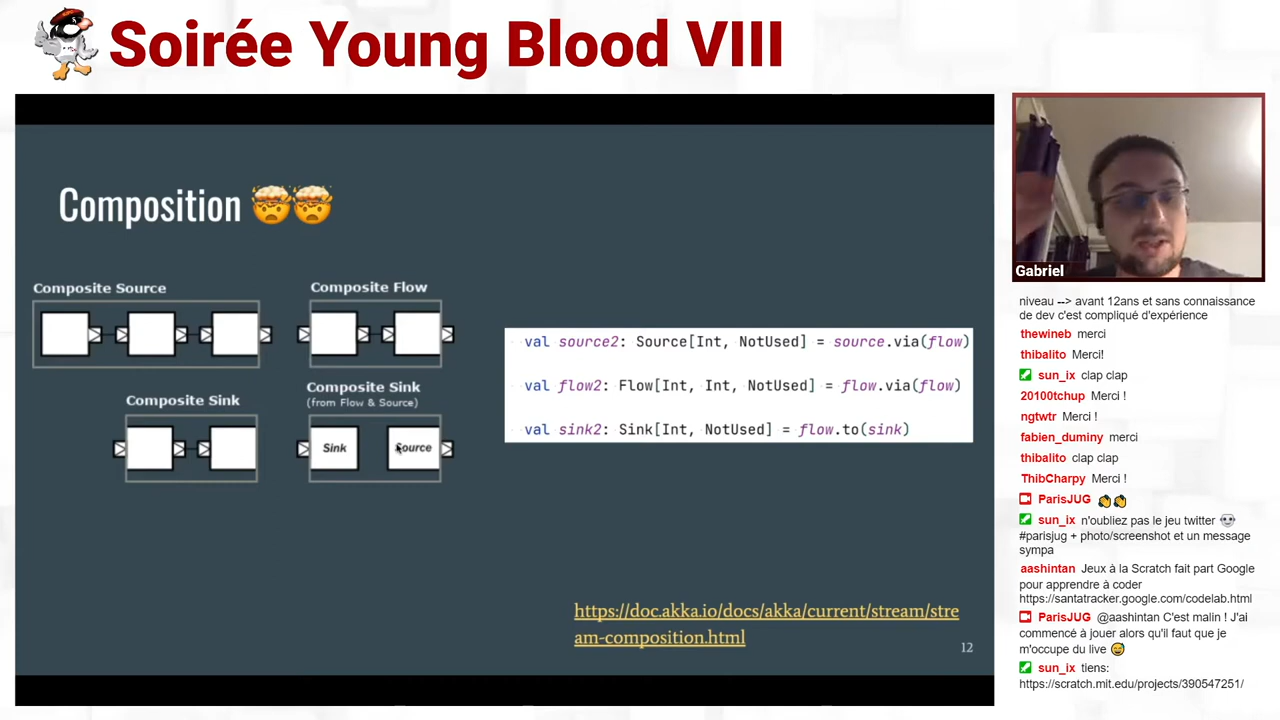 Soirée Young Blood VIII
Composition 🤯🤯
Composite Source
Composite Flow
Composite Sink
Composite Sink
(from Flow & Source)
Sink
Source
val source2: Source[Int, NotUsed] = source.via(flow)
val flow2: Flow[Int, Int, NotUsed] = flow.via(flow)
val sink2: Sink[Int, NotUsed] = flow.to(sink)
https://doc.akka.io/docs/akka/current/stream/stre
am-composition.html
12
Gabriel
niveau --> avant 12ans et sans connaissance
de dev c'est compliqué d'expérience
thewineb merci
thibalito Merci!
sun_ix clap clap
20100tchup Merci !
ngtwtr Merci !
fabien_duminy merci
thibalito clap clap
ThibCharpy Merci !
ParisJUG 👏👏
sun_ix n'oubliez pas le jeu twitter
#parisjug + photo/screenshot et un message
sympa
aashintan Jeux à la Scratch fait part Google
pour apprendre à coder
https://santatracker.google.com/codelab.html
ParisJUG @aashintan C'est malin ! J'ai
commencé à jouer alors qu'il faut que je
m'occupe du live 😅
sun_ix tiens:
https://scratch.mit.edu/projects/390547251/